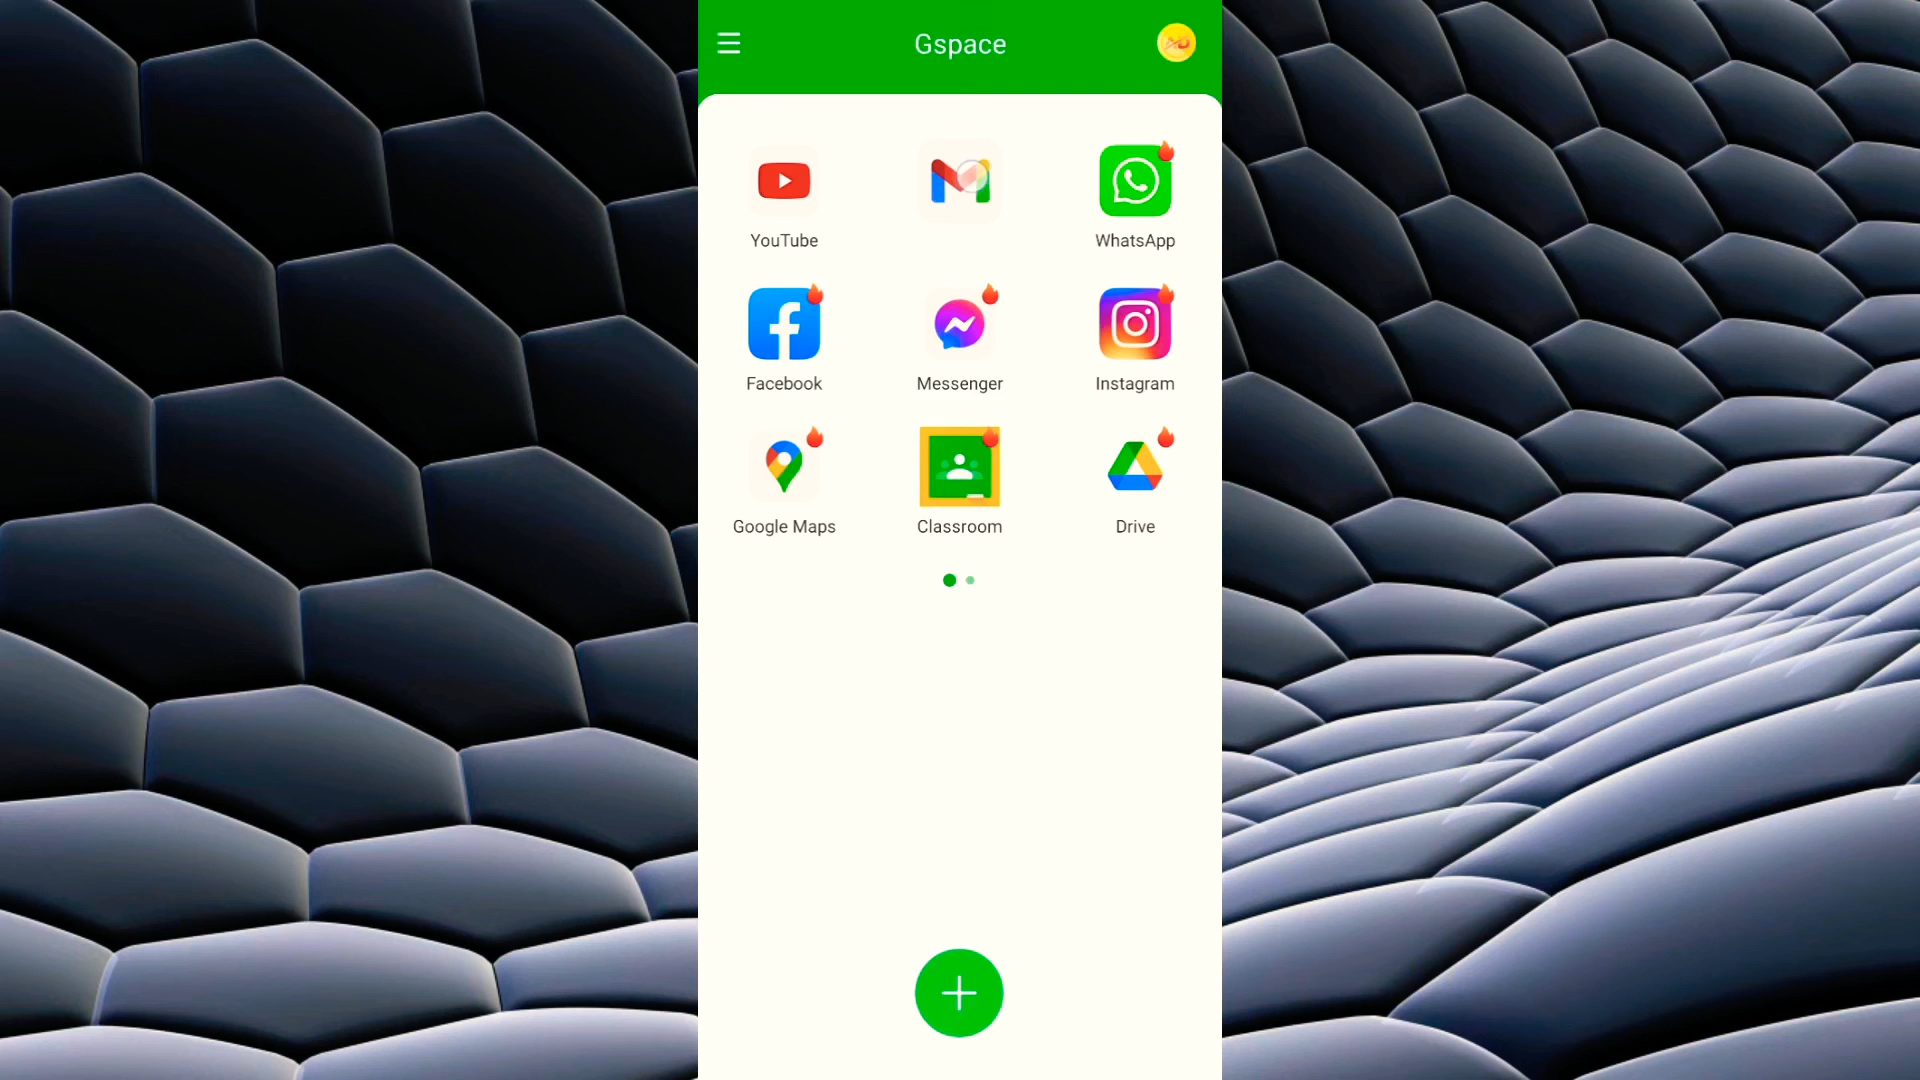 Gspace
YouTube
WhatsApp
Facebook
Messenger
Instagram
Google Maps
Classroom
Drive